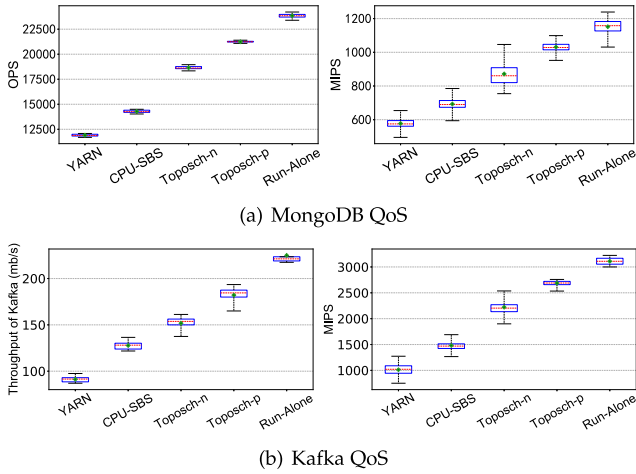 22500
20000
17500
15000
12500
OPS
YARN
CPU-SBS
Toposch-n
Toposch-p
Run-Alone
1200
1000
800
600
MIPS
YARN
CPU-SBS
Toposch-n
Toposch-p
Run-Alone
(a) MongoDB QoS
200
150
100
Throughput of Kafka (mb/s)
YARN
CPU-SBS
Toposch-n
Toposch-p
Run-Alone
3000
2500
2000
1500
1000
MIPS
YARN
CPU-SBS
Toposch-n
Toposch-p
Run-Alone
(b) Kafka QoS